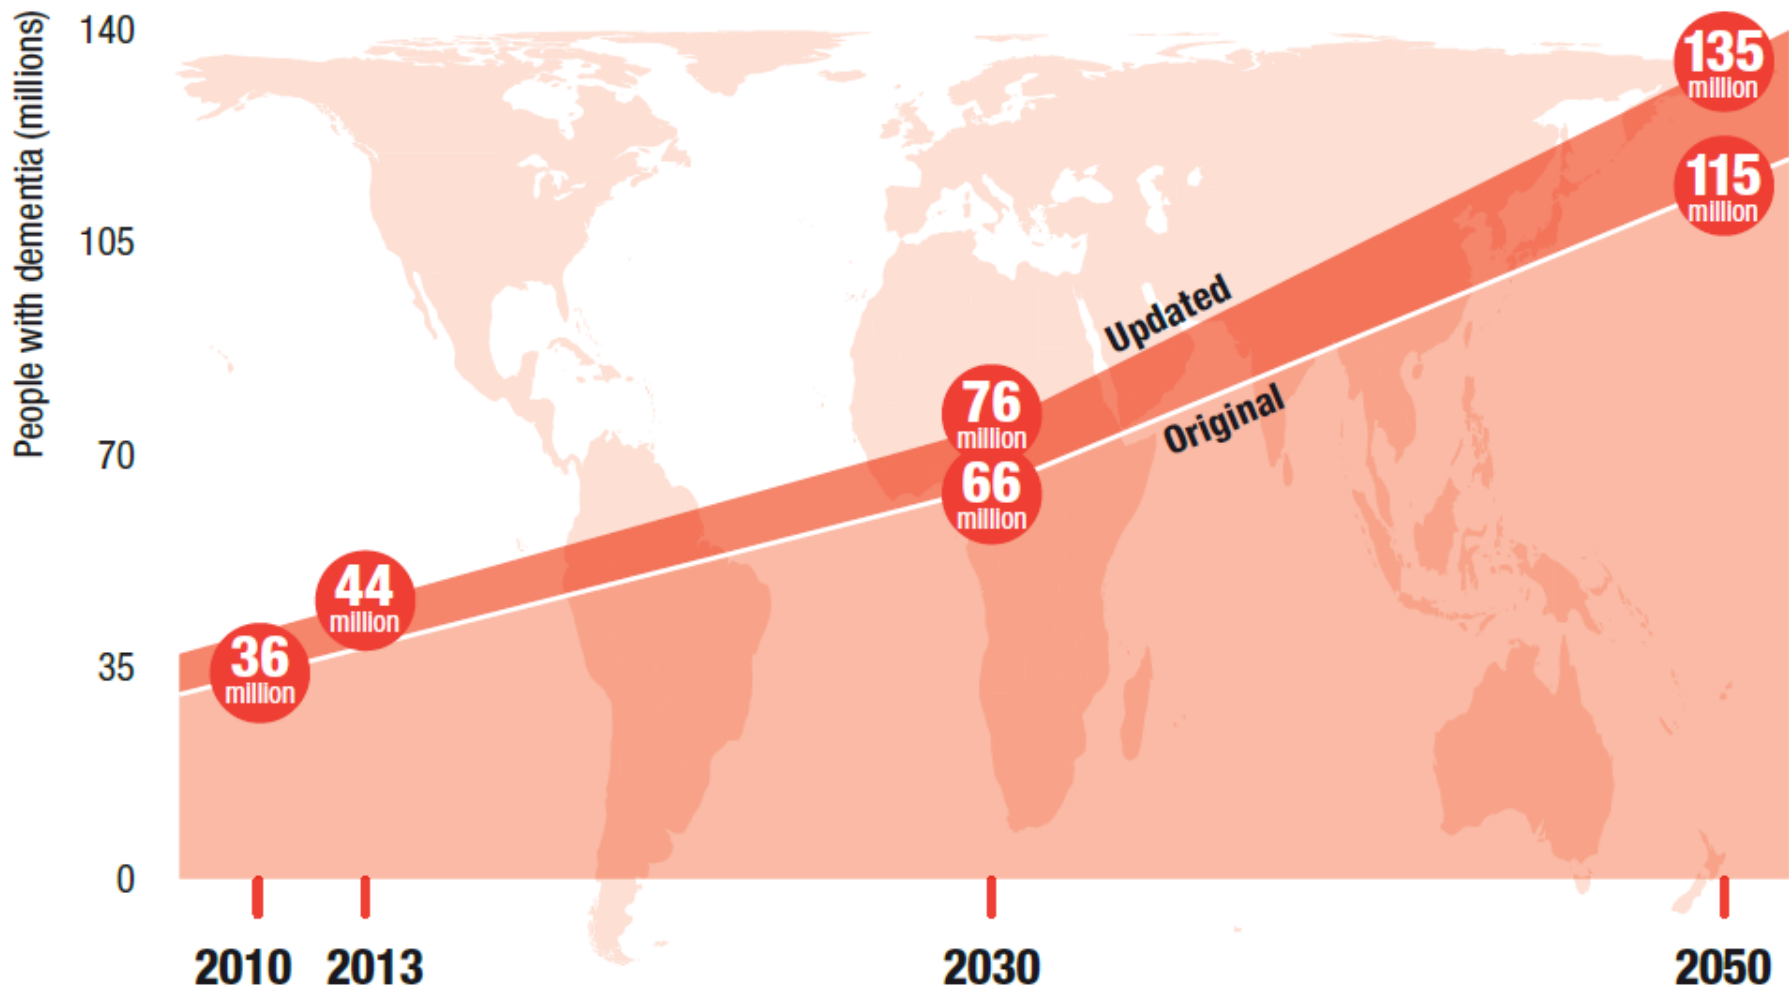 People with dementia (millions)
140
105
70
35
0
36
million
44
million
76
million
66
million
Updated
Original
135
million
115
million
2010
2013
2030
2050